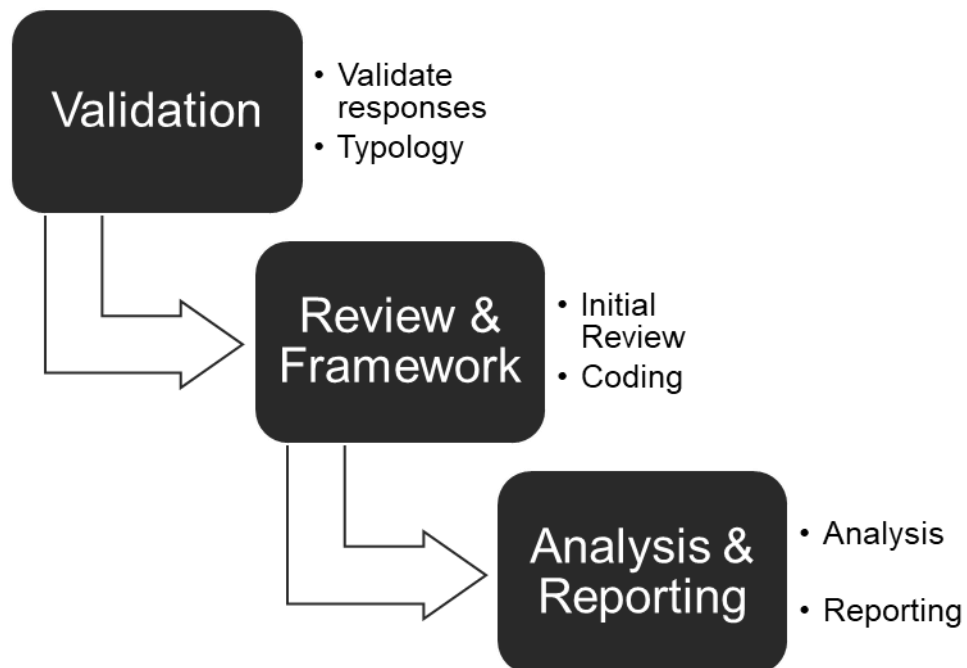 Validation
• Validate
responses
• Typology
Review &
Framework
• Initial
Review
• Coding
Analysis &
Reporting
• Analysis
• Reporting